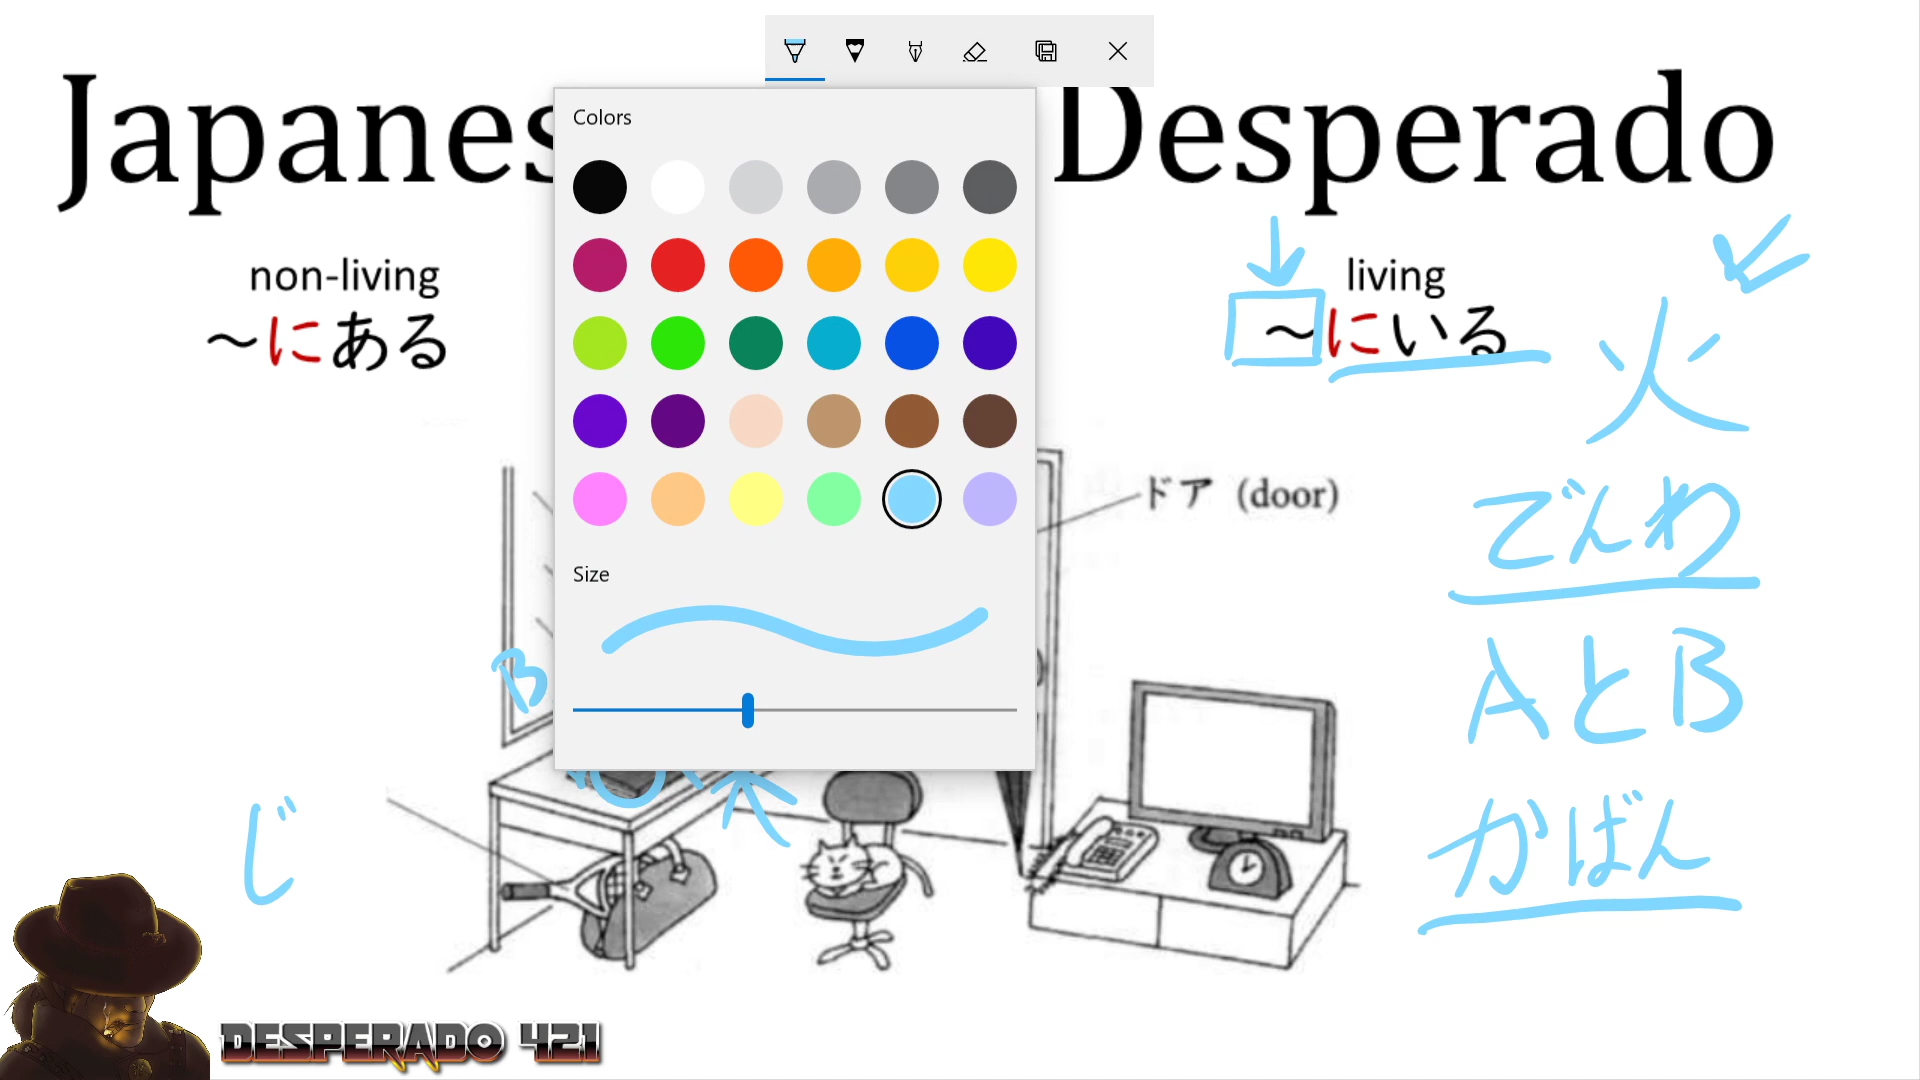 Japanes Desperado
Colors
non-living
～にある
living
～にいる
火
ドア (door)
でんわ
Size
B
AとB
かばん
じ
DESPERADO 421